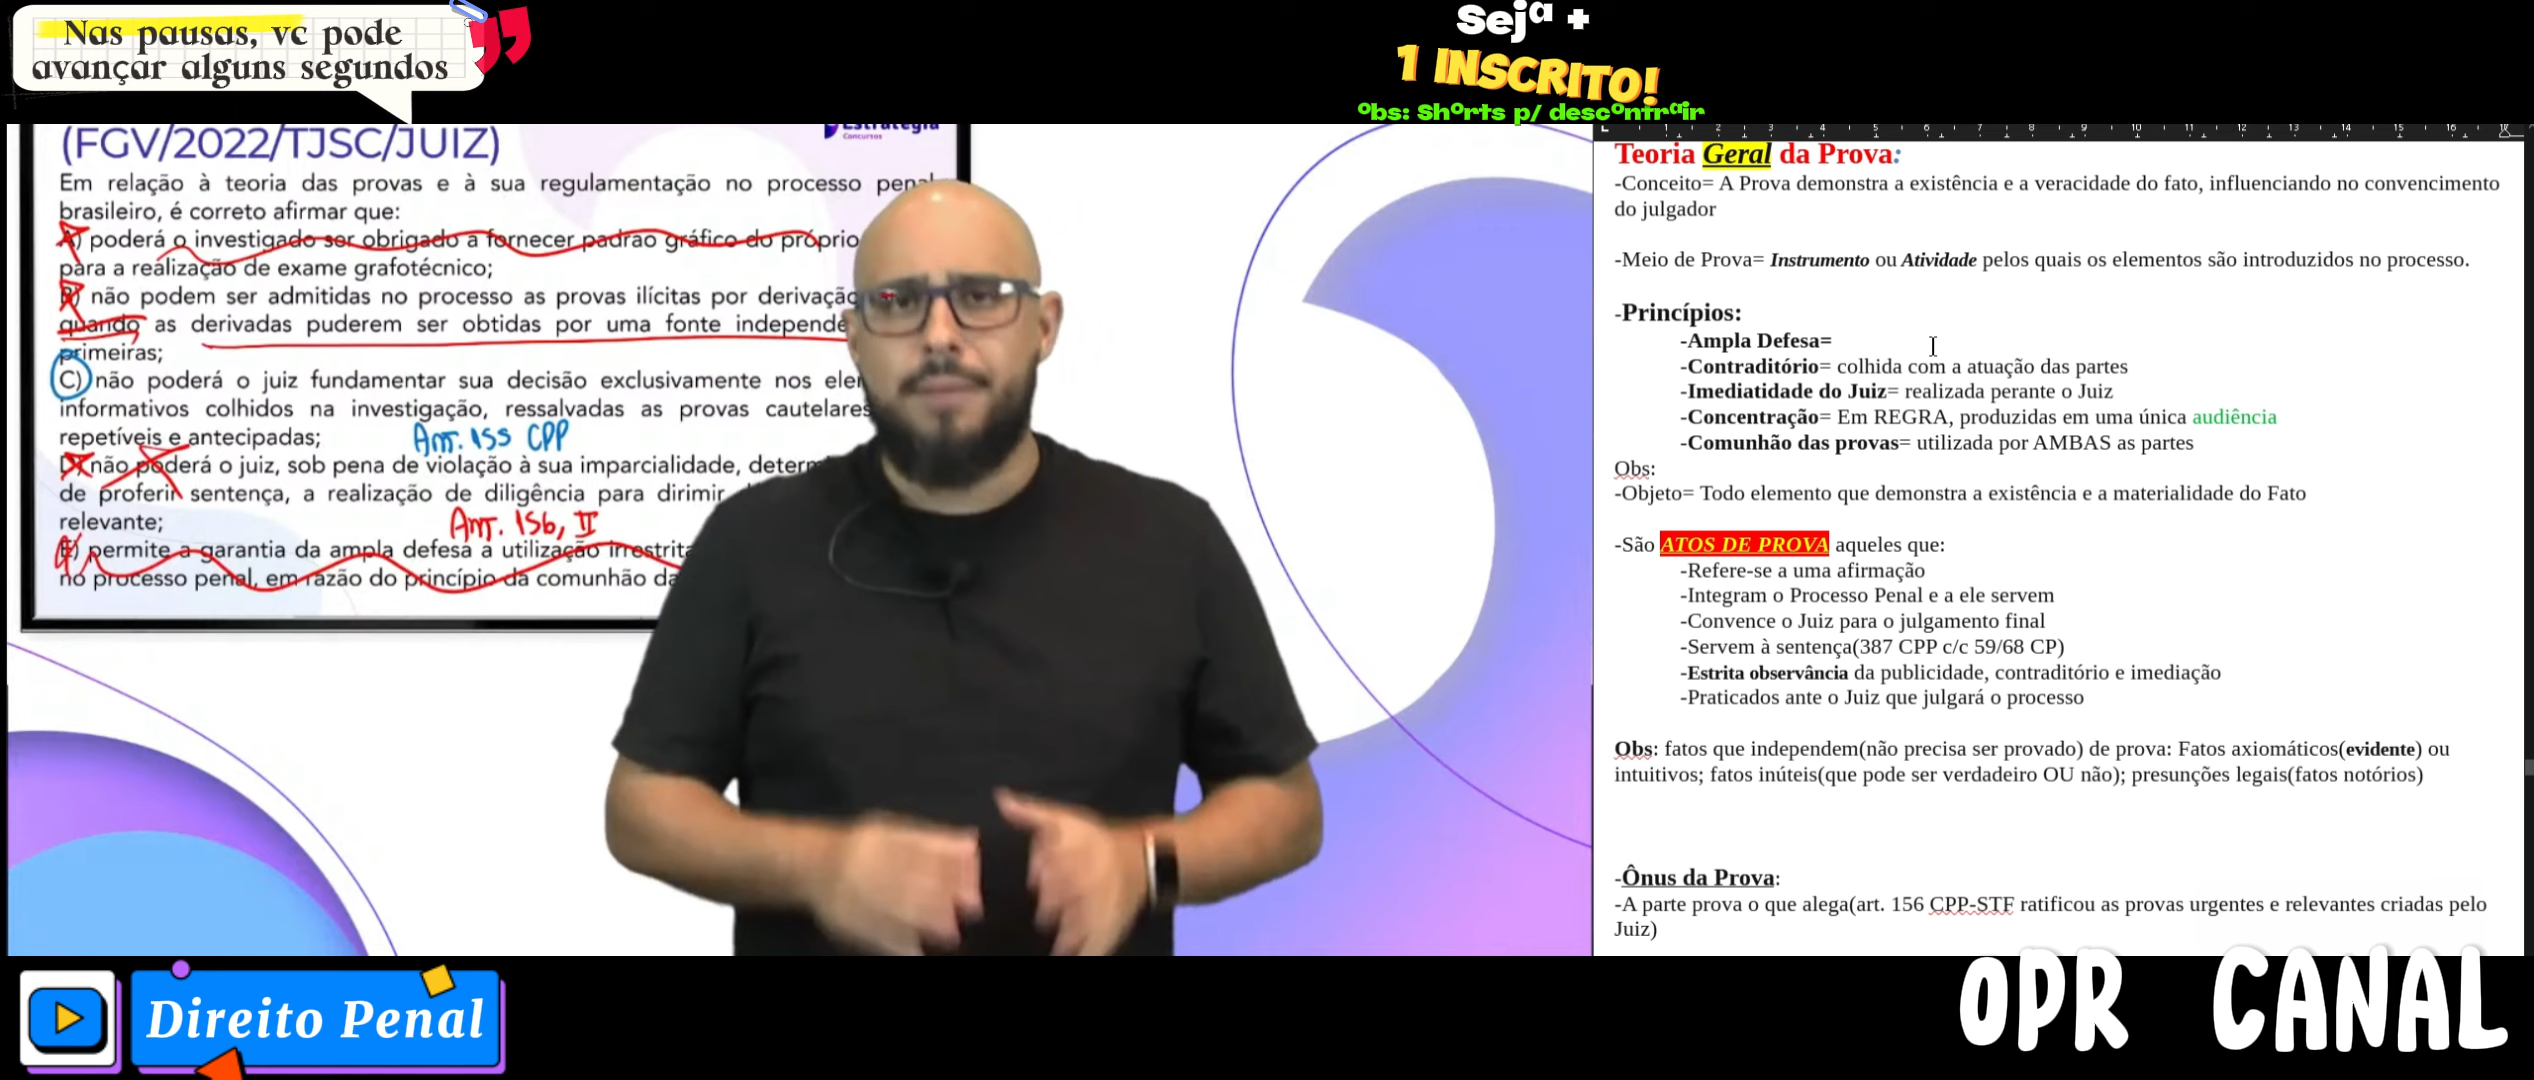 Nas pausas, vc pode
avançar alguns segundos
Seja +
1 INSCRITO!
obs: Shorts p/ descontrair
(FGV/2022/TJSC/JUIZ)
Estratégia
Concursos
Em relação à teoria das provas e à sua regulamentação no processo penal
brasileiro, é correto afirmar que:
A) poderá o investigado ser obrigado a fornecer padrão gráfico do próprio
para a realização de exame grafotécnico;
B) não podem ser admitidas no processo as provas ilícitas por derivação
quando as derivadas puderem ser obtidas por uma fonte independe
primeiras;
C) não poderá o juiz fundamentar sua decisão exclusivamente nos eler
informativos colhidos na investigação, ressalvadas as provas cautelares
repetíveis e antecipadas;
Art. 155 CPP
D) não poderá o juiz, sob pena de violação à sua imparcialidade, determ
de proferir sentença, a realização de diligência para dirimir
relevante;
Art. 156, II
E) permite a garantia da ampla defesa a utilização irrestrita
no processo penal, em razão do princípio da comunhão da
Teoria Geral da Prova:
-Conceito= A Prova demonstra a existência e a veracidade do fato, influenciando no convencimento
do julgador
-Meio de Prova= Instrumento ou Atividade pelos quais os elementos são introduzidos no processo.
-Princípios:
-Ampla Defesa=
-Contraditório= colhida com a atuação das partes
-Imediatidade do Juiz= realizada perante o Juiz
-Concentração= Em REGRA, produzidas em uma única audiência
-Comunhão das provas= utilizada por AMBAS as partes
Obs:
-Objeto= Todo elemento que demonstra a existência e a materialidade do Fato
-São ATOS DE PROVA aqueles que:
-Refere-se a uma afirmação
-Integram o Processo Penal e a ele servem
-Convence o Juiz para o julgamento final
-Servem à sentença(387 CPP c/c 59/68 CP)
-Estrita observância da publicidade, contraditório e imediação
-Praticados ante o Juiz que julgará o processo
Obs: fatos que independem(não precisa ser provado) de prova: Fatos axiomáticos(evidente) ou
intuitivos; fatos inúteis(que pode ser verdadeiro OU não); presunções legais(fatos notórios)
-Ônus da Prova:
-A parte prova o que alega(art. 156 CPP-STF ratificou as provas urgentes e relevantes criadas pelo
Juiz)
Direito Penal
OPR CANAL